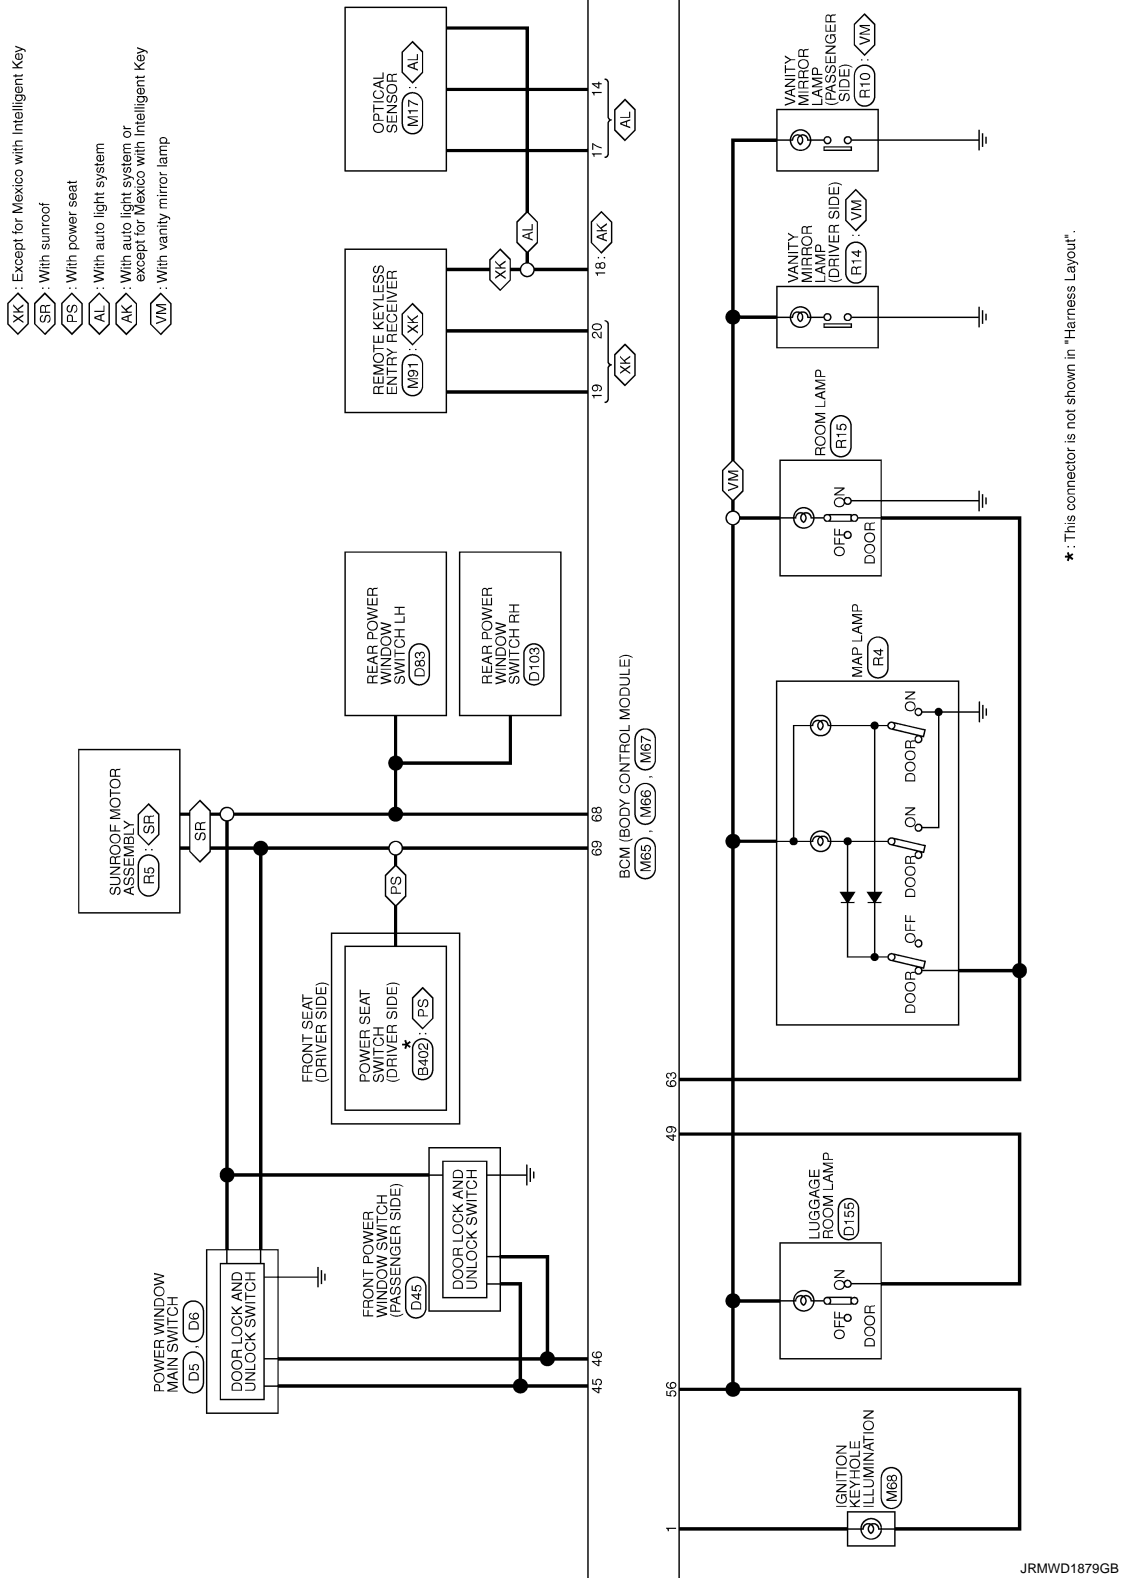 XK : Except for Mexico with Intelligent Key
SR : With sunroof
PS : With power seat
AL : With auto light system
AK : With auto light system or
except for Mexico with Intelligent Key
VM : With vanity mirror lamp
POWER WINDOW
MAIN SWITCH
D5 , D6
DOOR LOCK AND
UNLOCK SWITCH
SUNROOF MOTOR
ASSEMBLY
R5 : SR
SR
FRONT POWER
WINDOW SWITCH
(PASSENGER SIDE)
D45
DOOR LOCK AND
UNLOCK SWITCH
FRONT SEAT
(DRIVER SIDE)
POWER SEAT
SWITCH
(DRIVER SIDE)
*
B402 : PS
PS
REAR POWER
WINDOW
SWITCH LH
D83
REAR POWER
WINDOW
SWITCH RH
D103
REMOTE KEYLESS
ENTRY RECEIVER
M91 : XK
XK
OPTICAL
SENSOR
M17 : AL
AL
45
46
69
68
19
20
XK
18 : AK
17
14
AL
BCM (BODY CONTROL MODULE)
M65 , M66 , M67
1
56
49
63
IGNITION
KEYHOLE
ILLUMINATION
M68
LUGGAGE
ROOM LAMP
D155
OFF
ON
DOOR
MAP LAMP
R4
DOOR
OFF
DOOR
ON
DOOR
ON
ROOM LAMP
R15
OFF
ON
DOOR
VM
VANITY
MIRROR
LAMP
(DRIVER SIDE)
R14 : VM
VANITY
MIRROR
LAMP
(PASSENGER
SIDE)
R10 : VM
* : This connector is not shown in "Harness Layout".
JRMWD1879GB